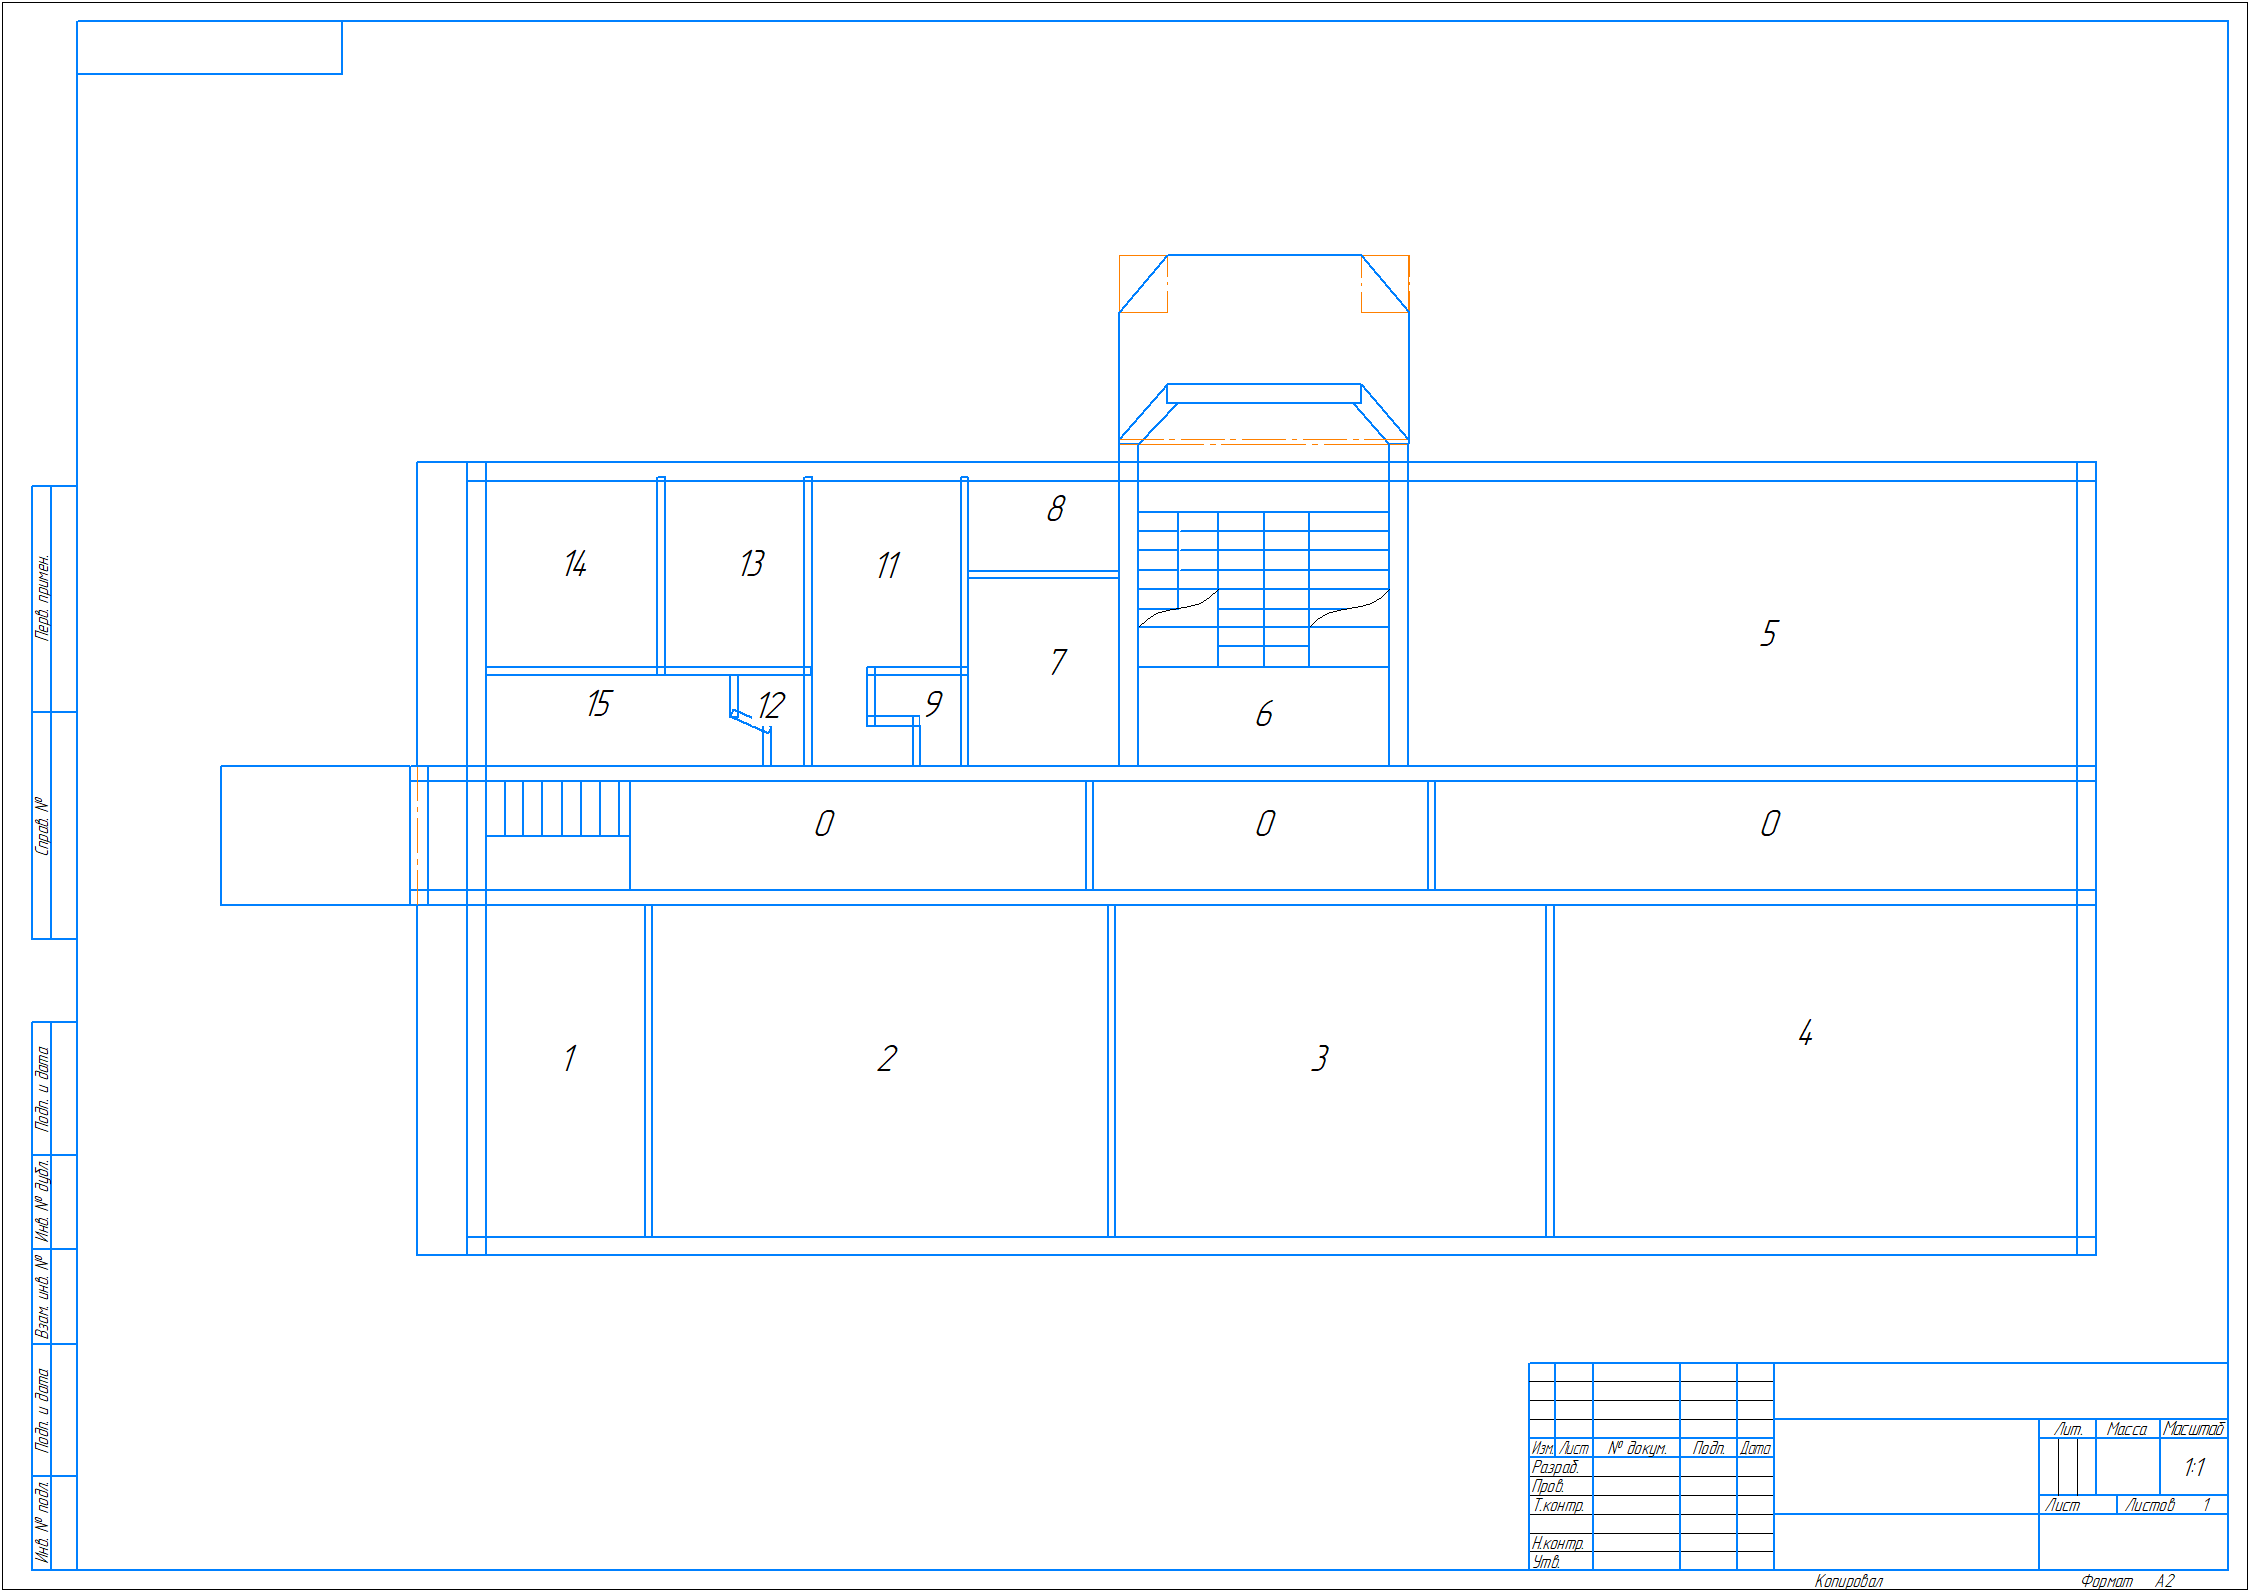 8
14
13
11
5
7
15
12
9
6
0
0
0
1
2
3
4
Перв. примен.
Справ. №
Подп. и дата
Инв. № дубл.
Взам. инв. №
Подп. и дата
Инв. № подл.
Изм. Лист № докум. Подп. Дата
Разраб.
Пров.
Т.контр.
Н.контр.
Утв.
Лит. Масса Масштаб
1:1
Лист Листов 1
Копировал Формат А2